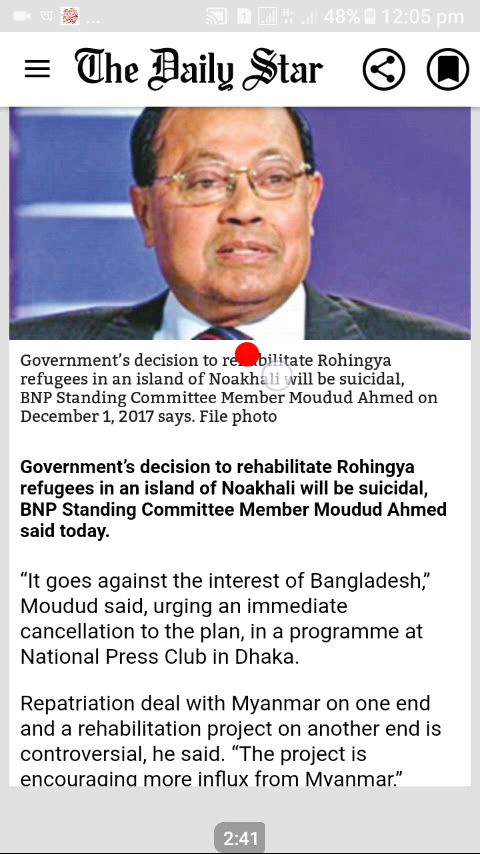 ... 48% 12:05 pm
The Daily Star
Government's decision to rehabilitate Rohingya
refugees in an island of Noakhali will be suicidal,
BNP Standing Committee Member Moudud Ahmed on
December 1, 2017 says. File photo
Government's decision to rehabilitate Rohingya
refugees in an island of Noakhali will be suicidal,
BNP Standing Committee Member Moudud Ahmed
said today.
“It goes against the interest of Bangladesh,”
Moudud said, urging an immediate
cancellation to the plan, in a programme at
National Press Club in Dhaka.
Repatriation deal with Myanmar on one end
and a rehabilitation project on another end is
controversial, he said. “The project is
encouraging more influx from Myanmar.”
2:41